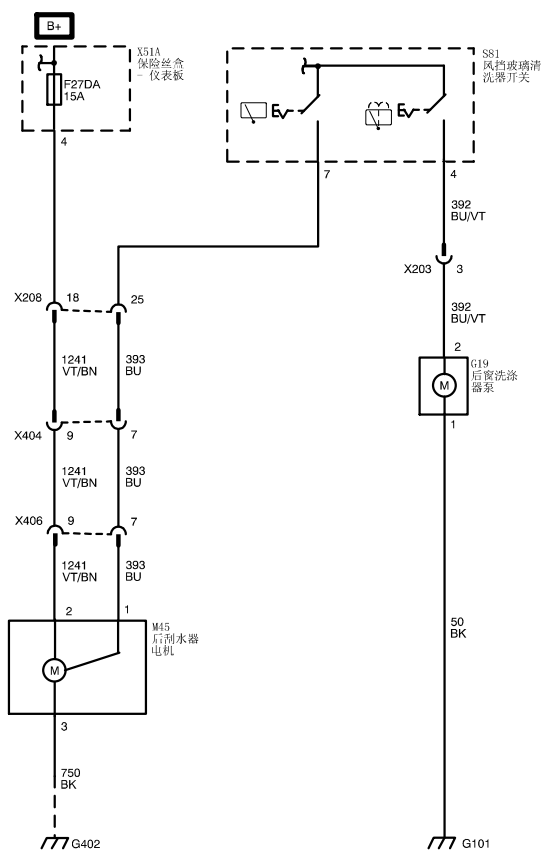 B+
X51A
保险丝盒
- 仪表板
F27DA
15A
4
S81
风挡玻璃清
洗器开关
7
4
392
BU/VT
X203
3
392
BU/VT
X208
18
25
1241
VT/BN
393
BU
2
G19
后窗洗涤
器泵
M
1
X404
9
7
1241
VT/BN
393
BU
X406
9
7
1241
VT/BN
393
BU
2
1
M45
后刮水器
电机
M
3
50
BK
750
BK
G402
G101